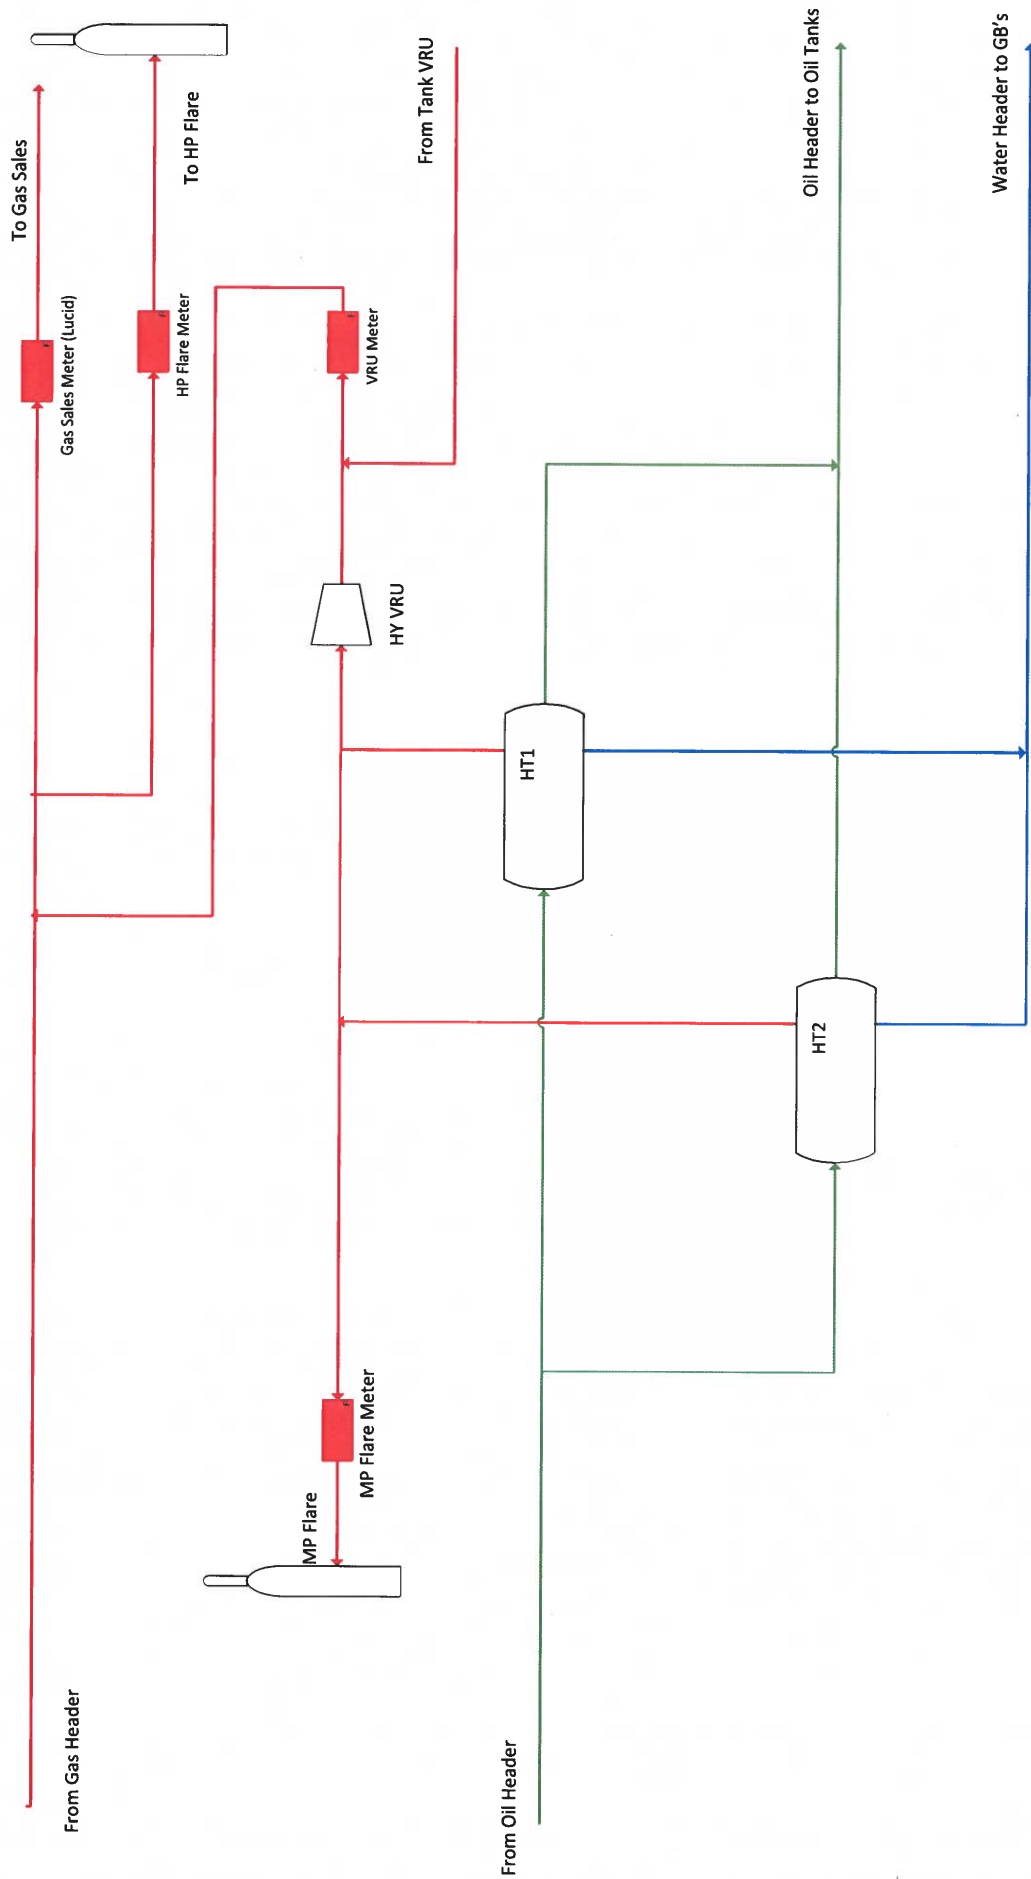 To Gas Sales
Gas Sales Meter (Lucid)
To HP Flare
HP Flare Meter
From Tank VRU
VRU Meter
HY VRU
Oil Header to Oil Tanks
Water Header to GB's
HT1
HT2
MP Flare Meter
MP Flare
From Gas Header
From Oil Header